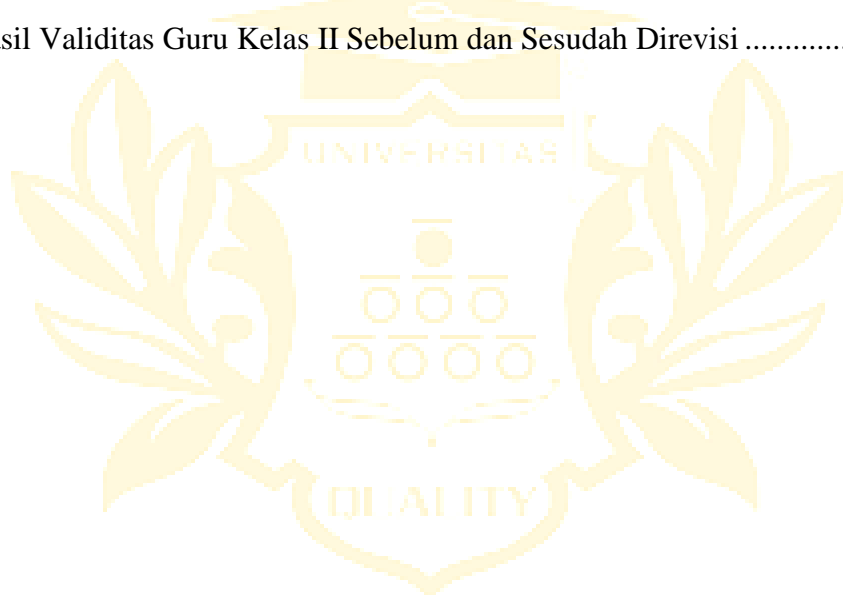 sil Validitas Guru Kelas II Sebelum dan Sesudah Direvisi .............
UNIVERSITAS
QUALITY